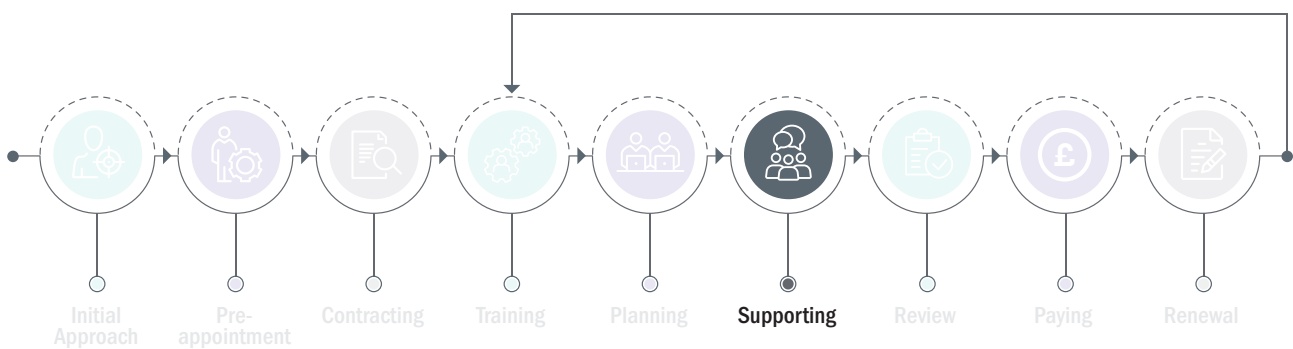 £
Initial
Approach
Pre-
appointment
Contracting
Training
Planning
Supporting
Review
Paying
Renewal